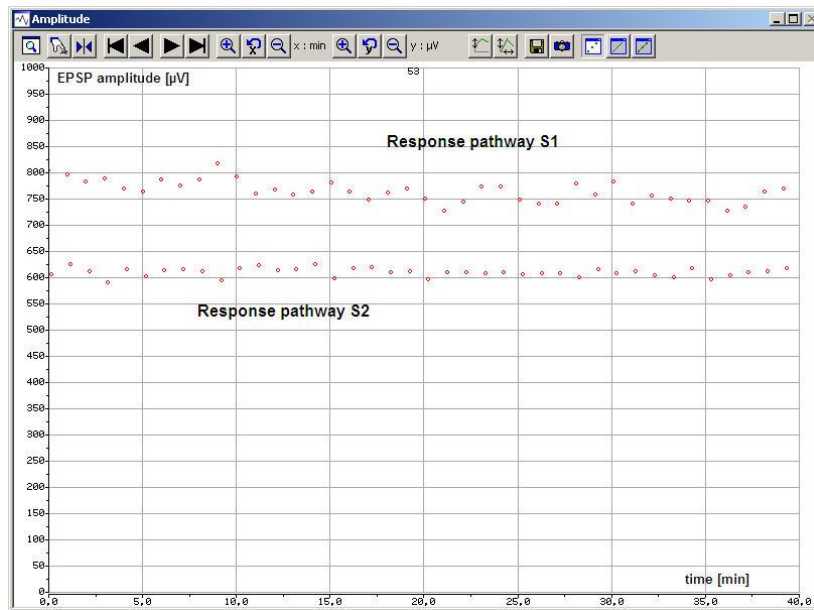 Amplitude
x : min
y : µV
1000
EPSP amplitude [µV]
53
950
900
850
Response pathway S1
800
750
700
650
600
550
Response pathway S2
500
450
400
350
300
250
200
150
100
50
time [min]
0
0,0 5,0 10,0 15,0 20,0 25,0 30,0 35,0 40,0